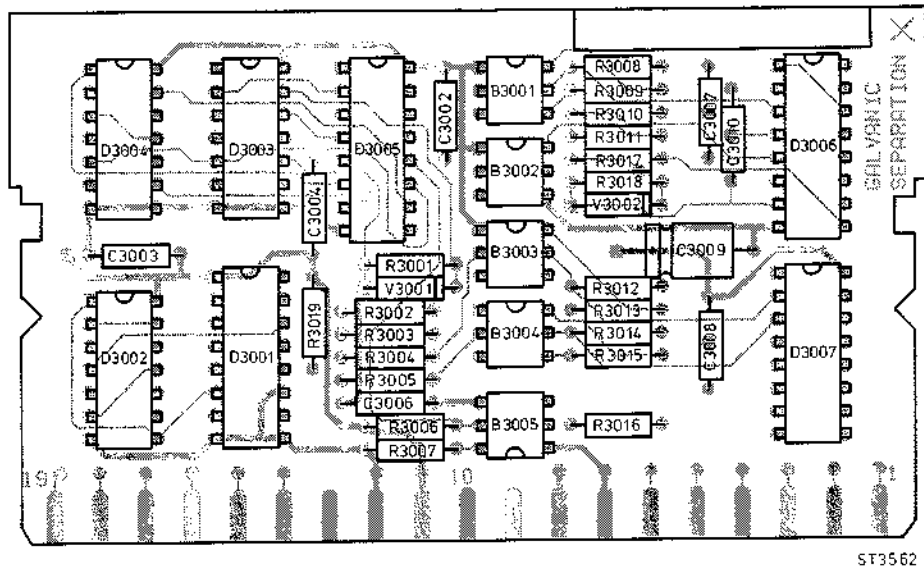 GALVANIC
SEPARATION
X
D3004
D3003
D3005
C3002
B3001
R3008
R3009
R3010
R3011
R3017
R3018
V3002
C3007
C3010
D3006
B3002
C3004
C3003
B3003
C3009
R3001
V3001
R3002
R3003
R3004
R3005
C3006
R3006
R3007
R3019
D3002
D3001
B3004
R3012
R3013
R3014
R3015
C3008
D3007
B3005
R3016
19
10
1
ST3562